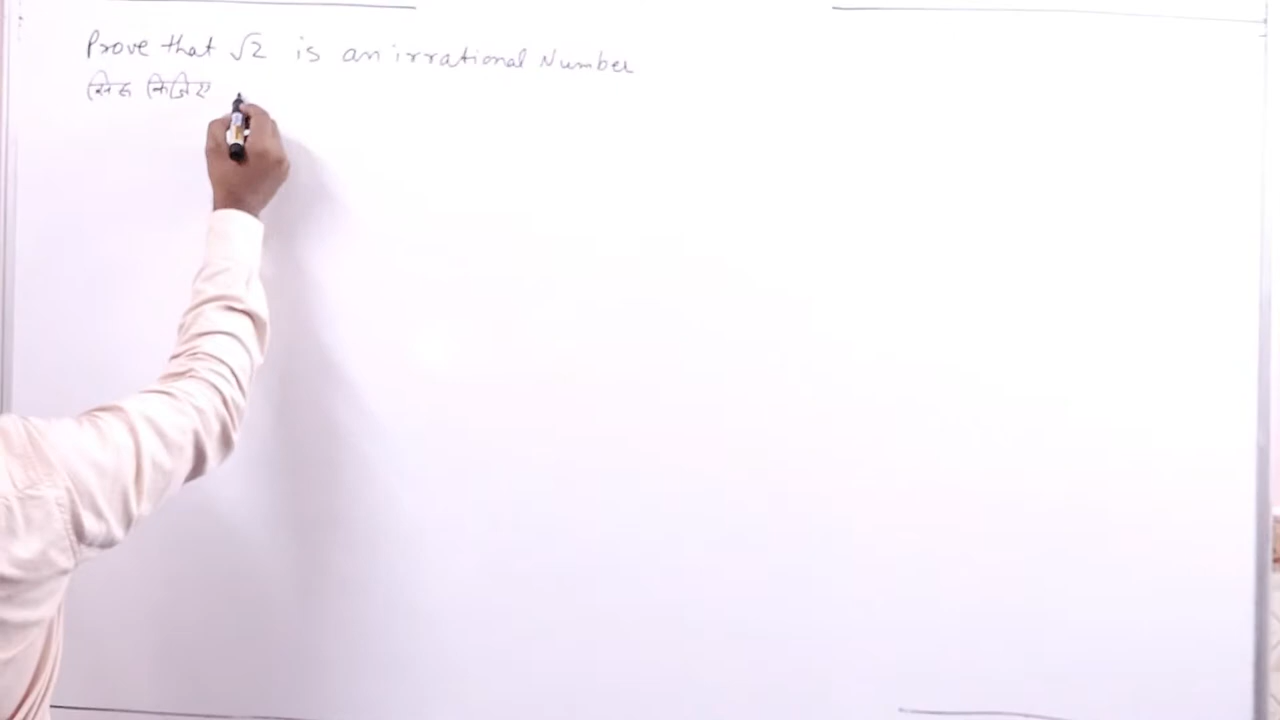 Prove that √2 is an irrational Number
सिद्ध किजिए